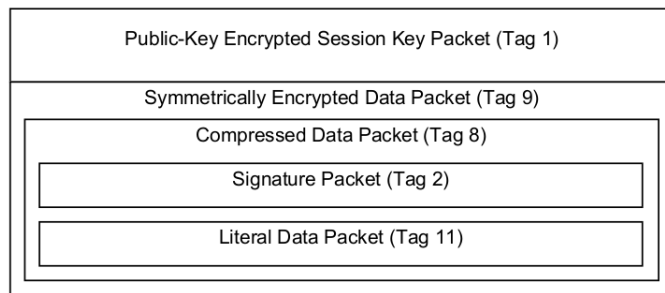 Public-Key Encrypted Session Key Packet (Tag 1)
Symmetrically Encrypted Data Packet (Tag 9)
Compressed Data Packet (Tag 8)
Signature Packet (Tag 2)
Literal Data Packet (Tag 11)